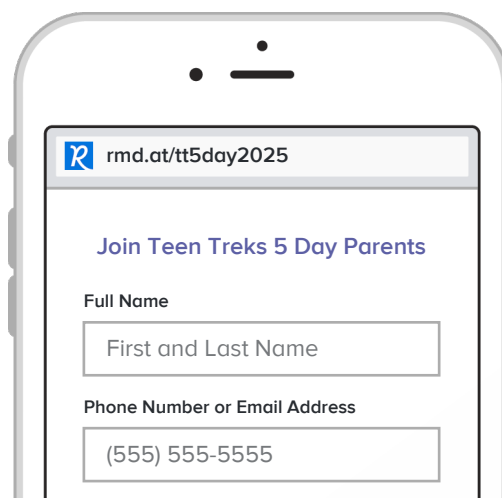 rmd.at/tt5day2025
Join Teen Treks 5 Day Parents
Full Name
First and Last Name
Phone Number or Email Address
(555) 555-5555